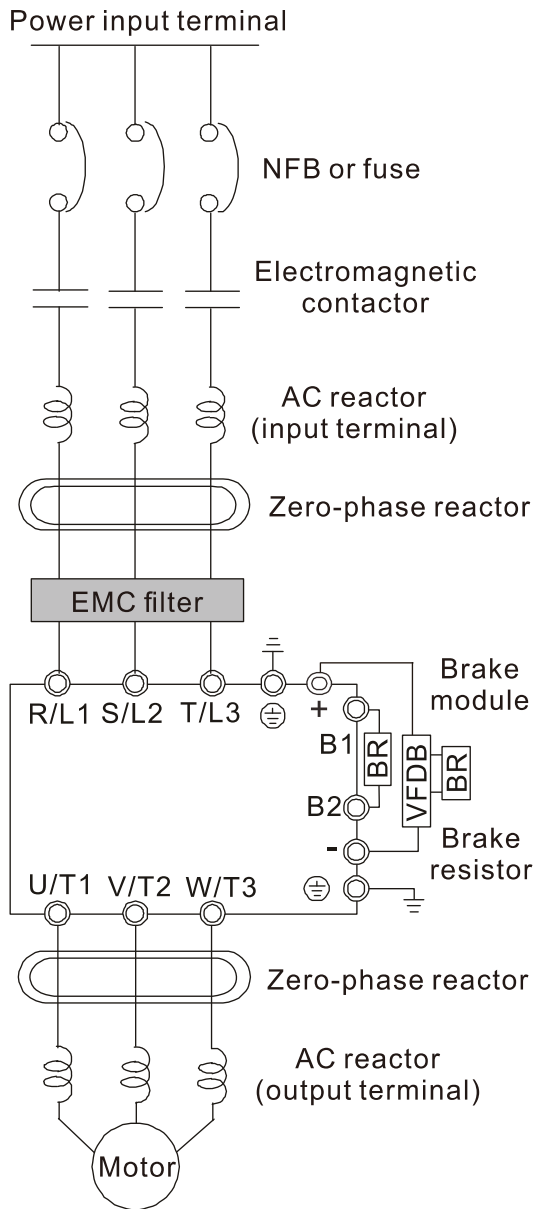 Power input terminal
NFB or fuse
Electromagnetic
contactor
AC reactor
(input terminal)
Zero-phase reactor
EMC filter
R/L1 S/L2 T/L3
+
Brake
module
B1
BR
VFDB
BR
B2
-
Brake
resistor
U/T1 V/T2 W/T3
Zero-phase reactor
AC reactor
(output terminal)
Motor